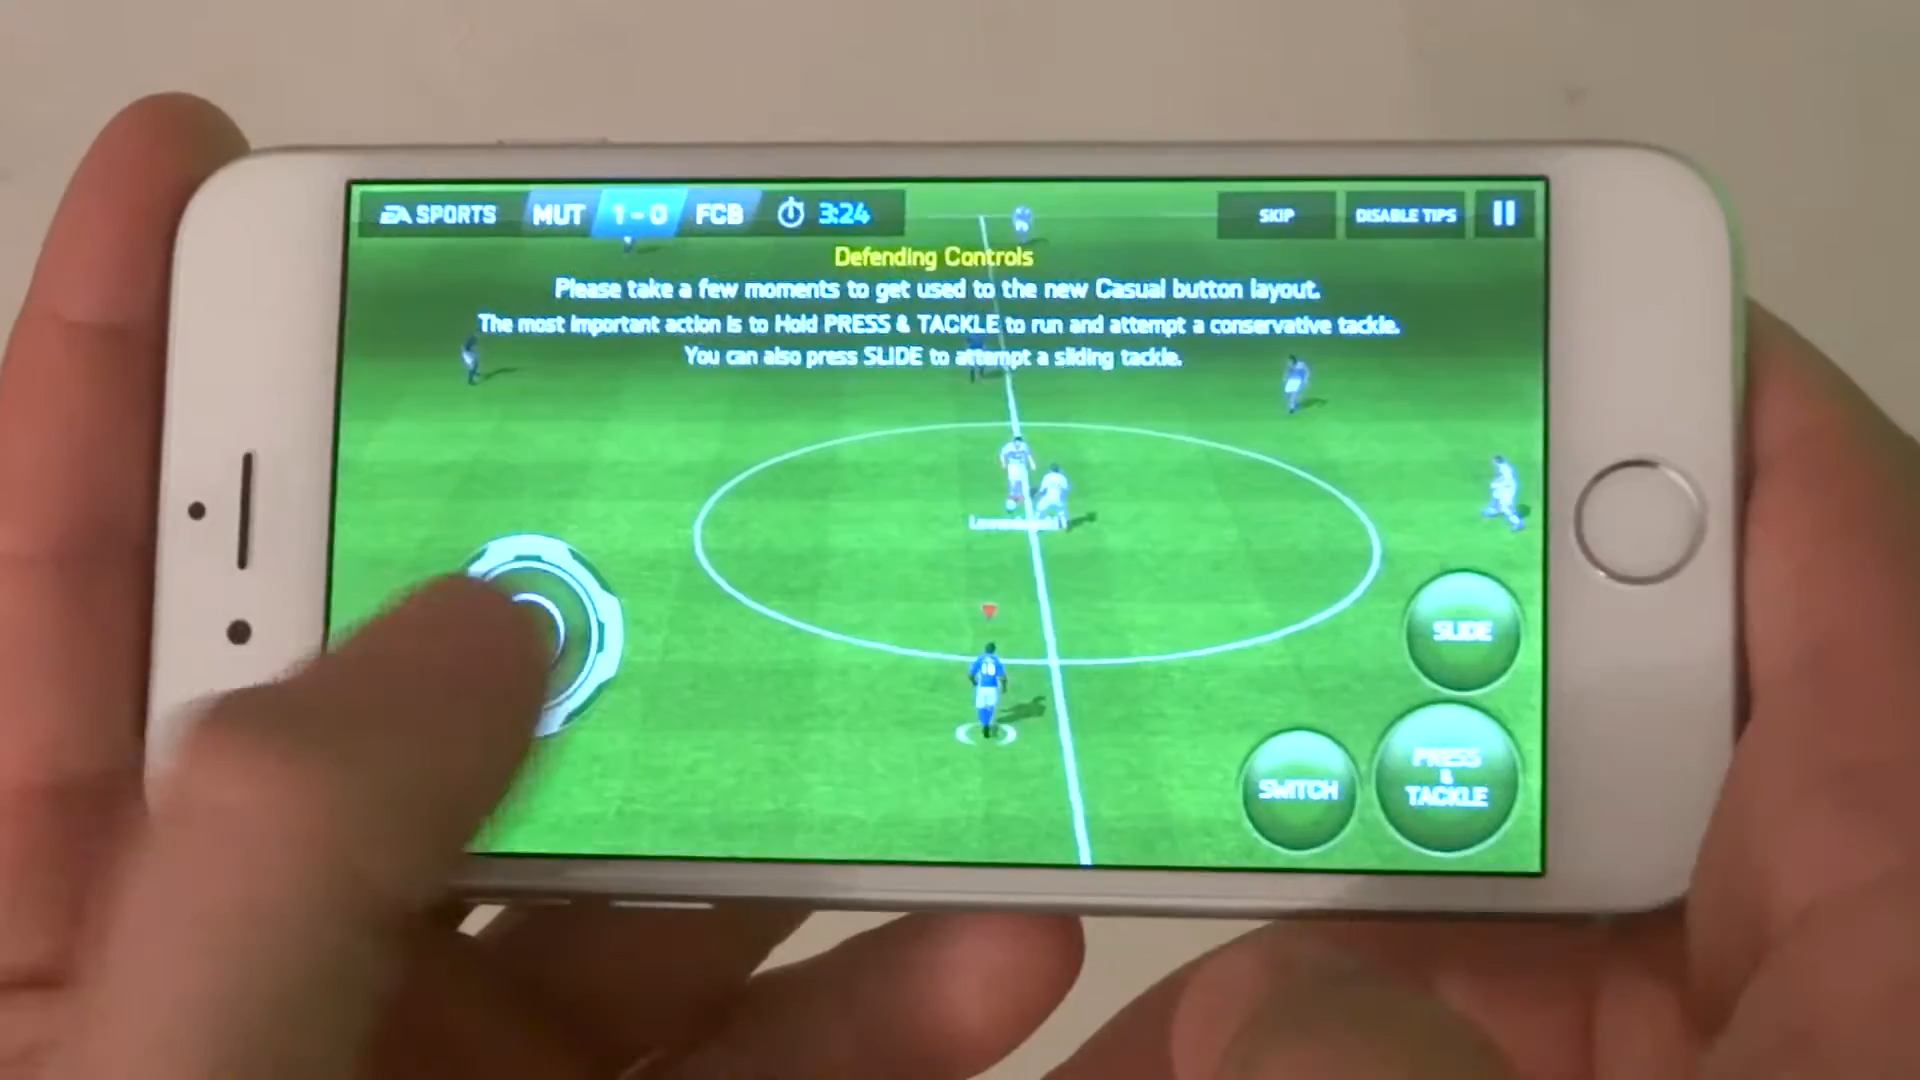 EA SPORTS MUT 1-0 FCB 3:24 SKIP DISABLE TIPS
Defending Controls
Please take a few moments to get used to the new Casual button layout.
The most important action is to Hold PRESS & TACKLE to run and attempt a conservative tackle.
You can also press SLIDE to attempt a sliding tackle.
SLIDE
SWITCH
PRESS
&
TACKLE